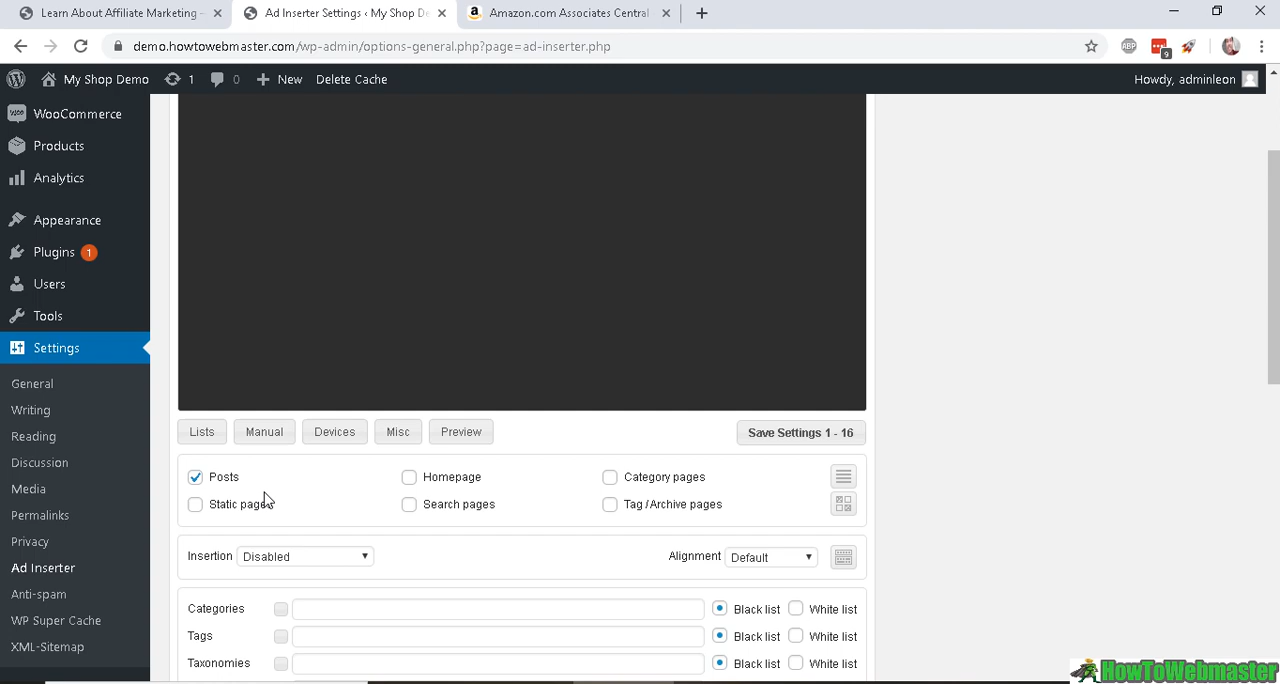 Learn About Affiliate Marketing - × Ad Inserter Settings ‹ My Shop De × Amazon.com Associates Central ×
demo.howtowebmaster.com/wp-admin/options-general.php?page=ad-inserter.php ABP 9
My Shop Demo 1 0 New Delete Cache Howdy, adminleon
WooCommerce
Products
Analytics
Appearance
Plugins 1
Users
Tools
Settings
General
Writing
Reading
Discussion
Media
Permalinks
Privacy
Ad Inserter
Anti-spam
WP Super Cache
XML-Sitemap
Lists Manual Devices Misc Preview Save Settings 1 - 16
Posts Homepage Category pages
Static pages Search pages Tag / Archive pages
Insertion Disabled Alignment Default
Categories Black list White list
Tags Black list White list
Taxonomies Black list White list
HowToWebmaster